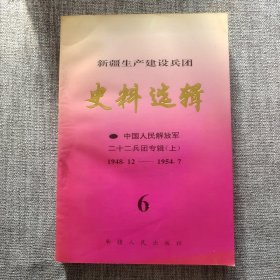 新疆生产建设兵团
史料选辑
● 中国人民解放军
二十二兵团专辑(上)
1948.12——1954.7
6
新疆人民出版社